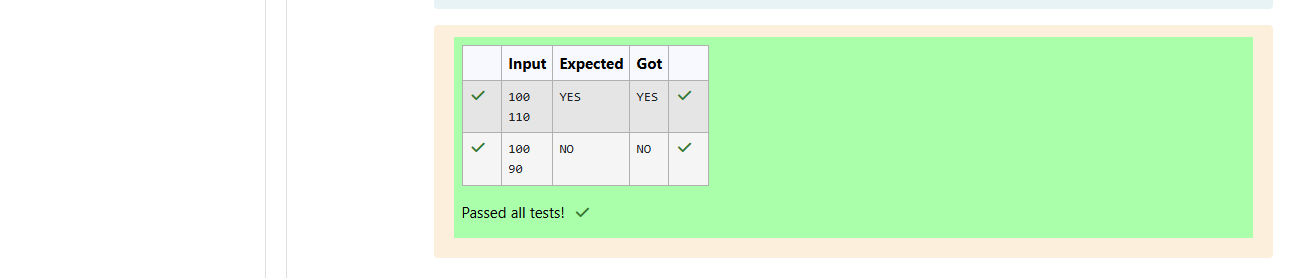 Input Expected Got
100 YES YES
110
100 NO NO
90
Passed all tests!